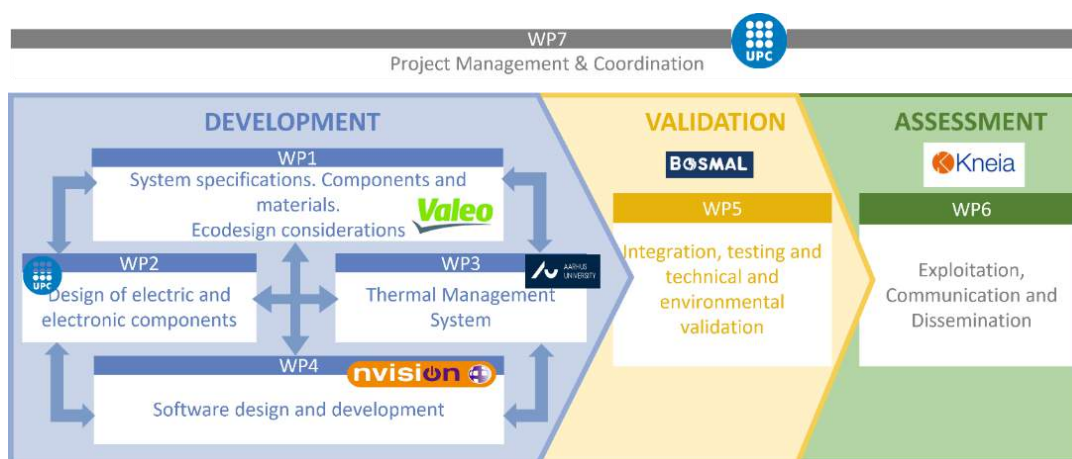 WP7
UPC
Project Management & Coordination
DEVELOPMENT
WP1
System specifications. Components and
materials.
Ecodesign considerations
Valeo
WP2
UPC
Design of electric and
electronic components
WP3
AARHUS
UNIVERSITY
Thermal Management
System
WP4
nvision
Software design and development
VALIDATION
BOSMAL
WP5
Integration, testing and
technical and
environmental
validation
ASSESSMENT
Kneia
WP6
Exploitation,
Communication and
Dissemination